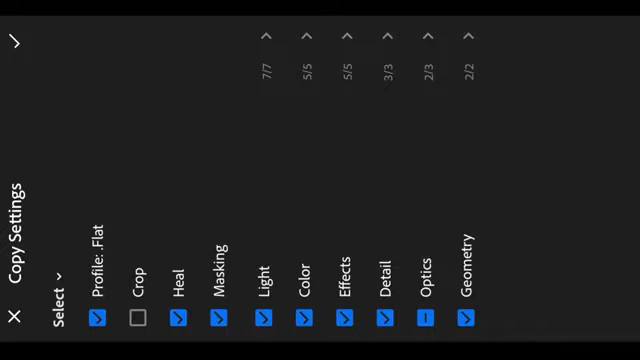 Copy Settings
Select
Profile: .Flat
Crop
Heal
Masking
Light 7/7
Color 5/5
Effects 5/5
Detail 3/3
Optics 2/3
Geometry 2/2